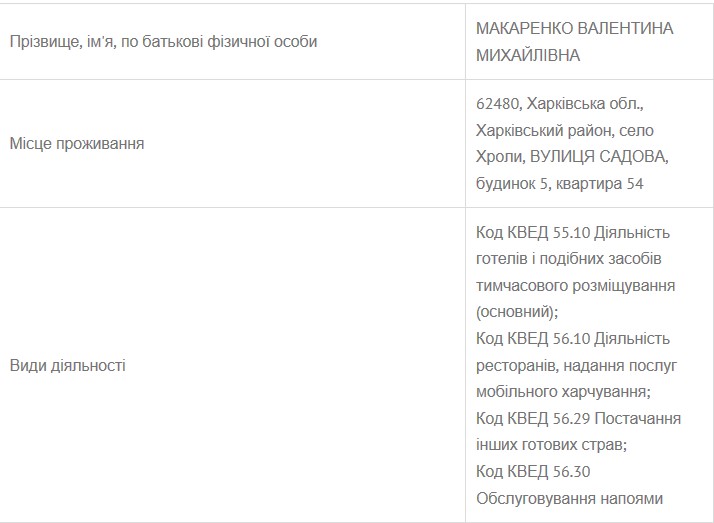 Прізвище, ім'я, по батькові фізичної особи
МАКАРЕНКО ВАЛЕНТИНА
МИХАЙЛІВНА
Місце проживання
62480, Харківська обл.,
Харківський район, село
Хроли, ВУЛИЦЯ САДОВА,
будинок 5, квартира 54
Види діяльності
Код КВЕД 55.10 Діяльність
готелів і подібних засобів
тимчасового розміщування
(основний);
Код КВЕД 56.10 Діяльність
ресторанів, надання послуг
мобільного харчування;
Код КВЕД 56.29 Постачання
інших готових страв;
Код КВЕД 56.30
Обслуговування напоями